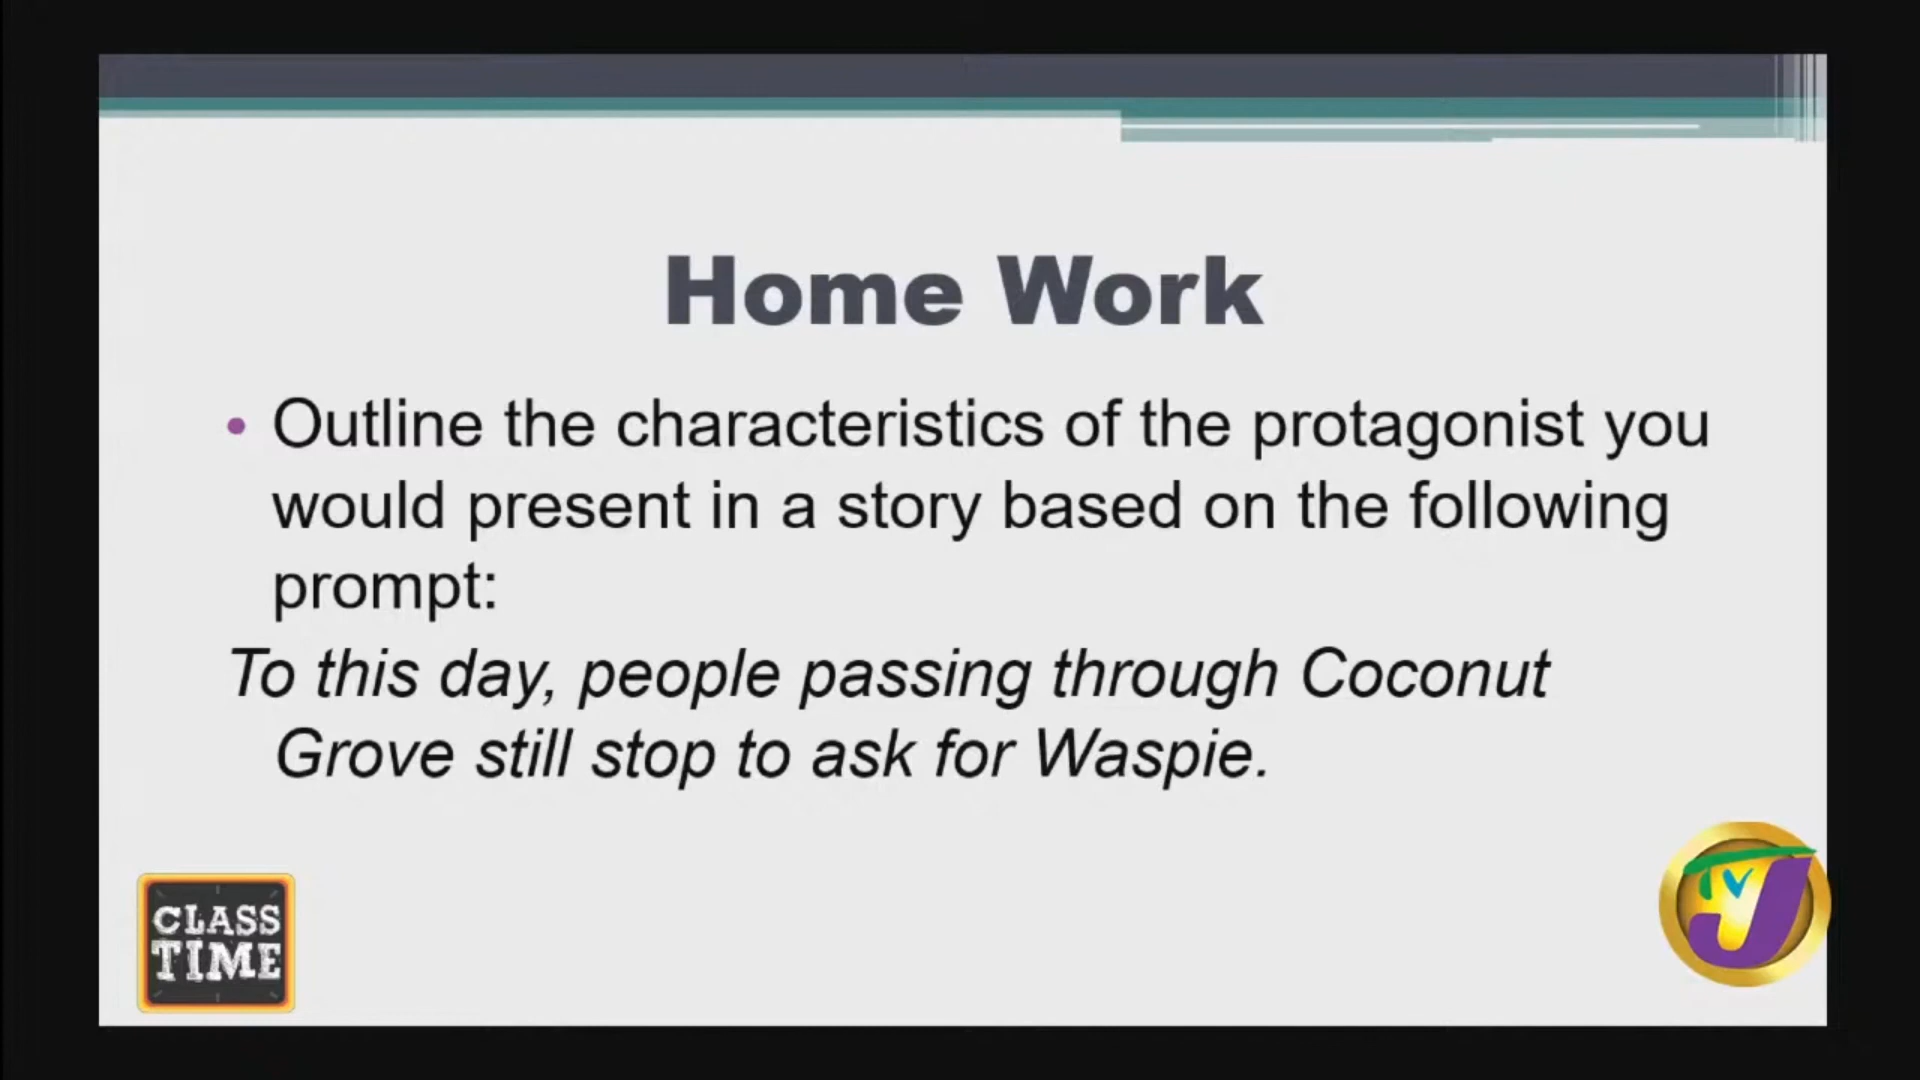 Home Work
• Outline the characteristics of the protagonist you
would present in a story based on the following
prompt:
To this day, people passing through Coconut
Grove still stop to ask for Waspie.
CLASS
TIME
TVJ